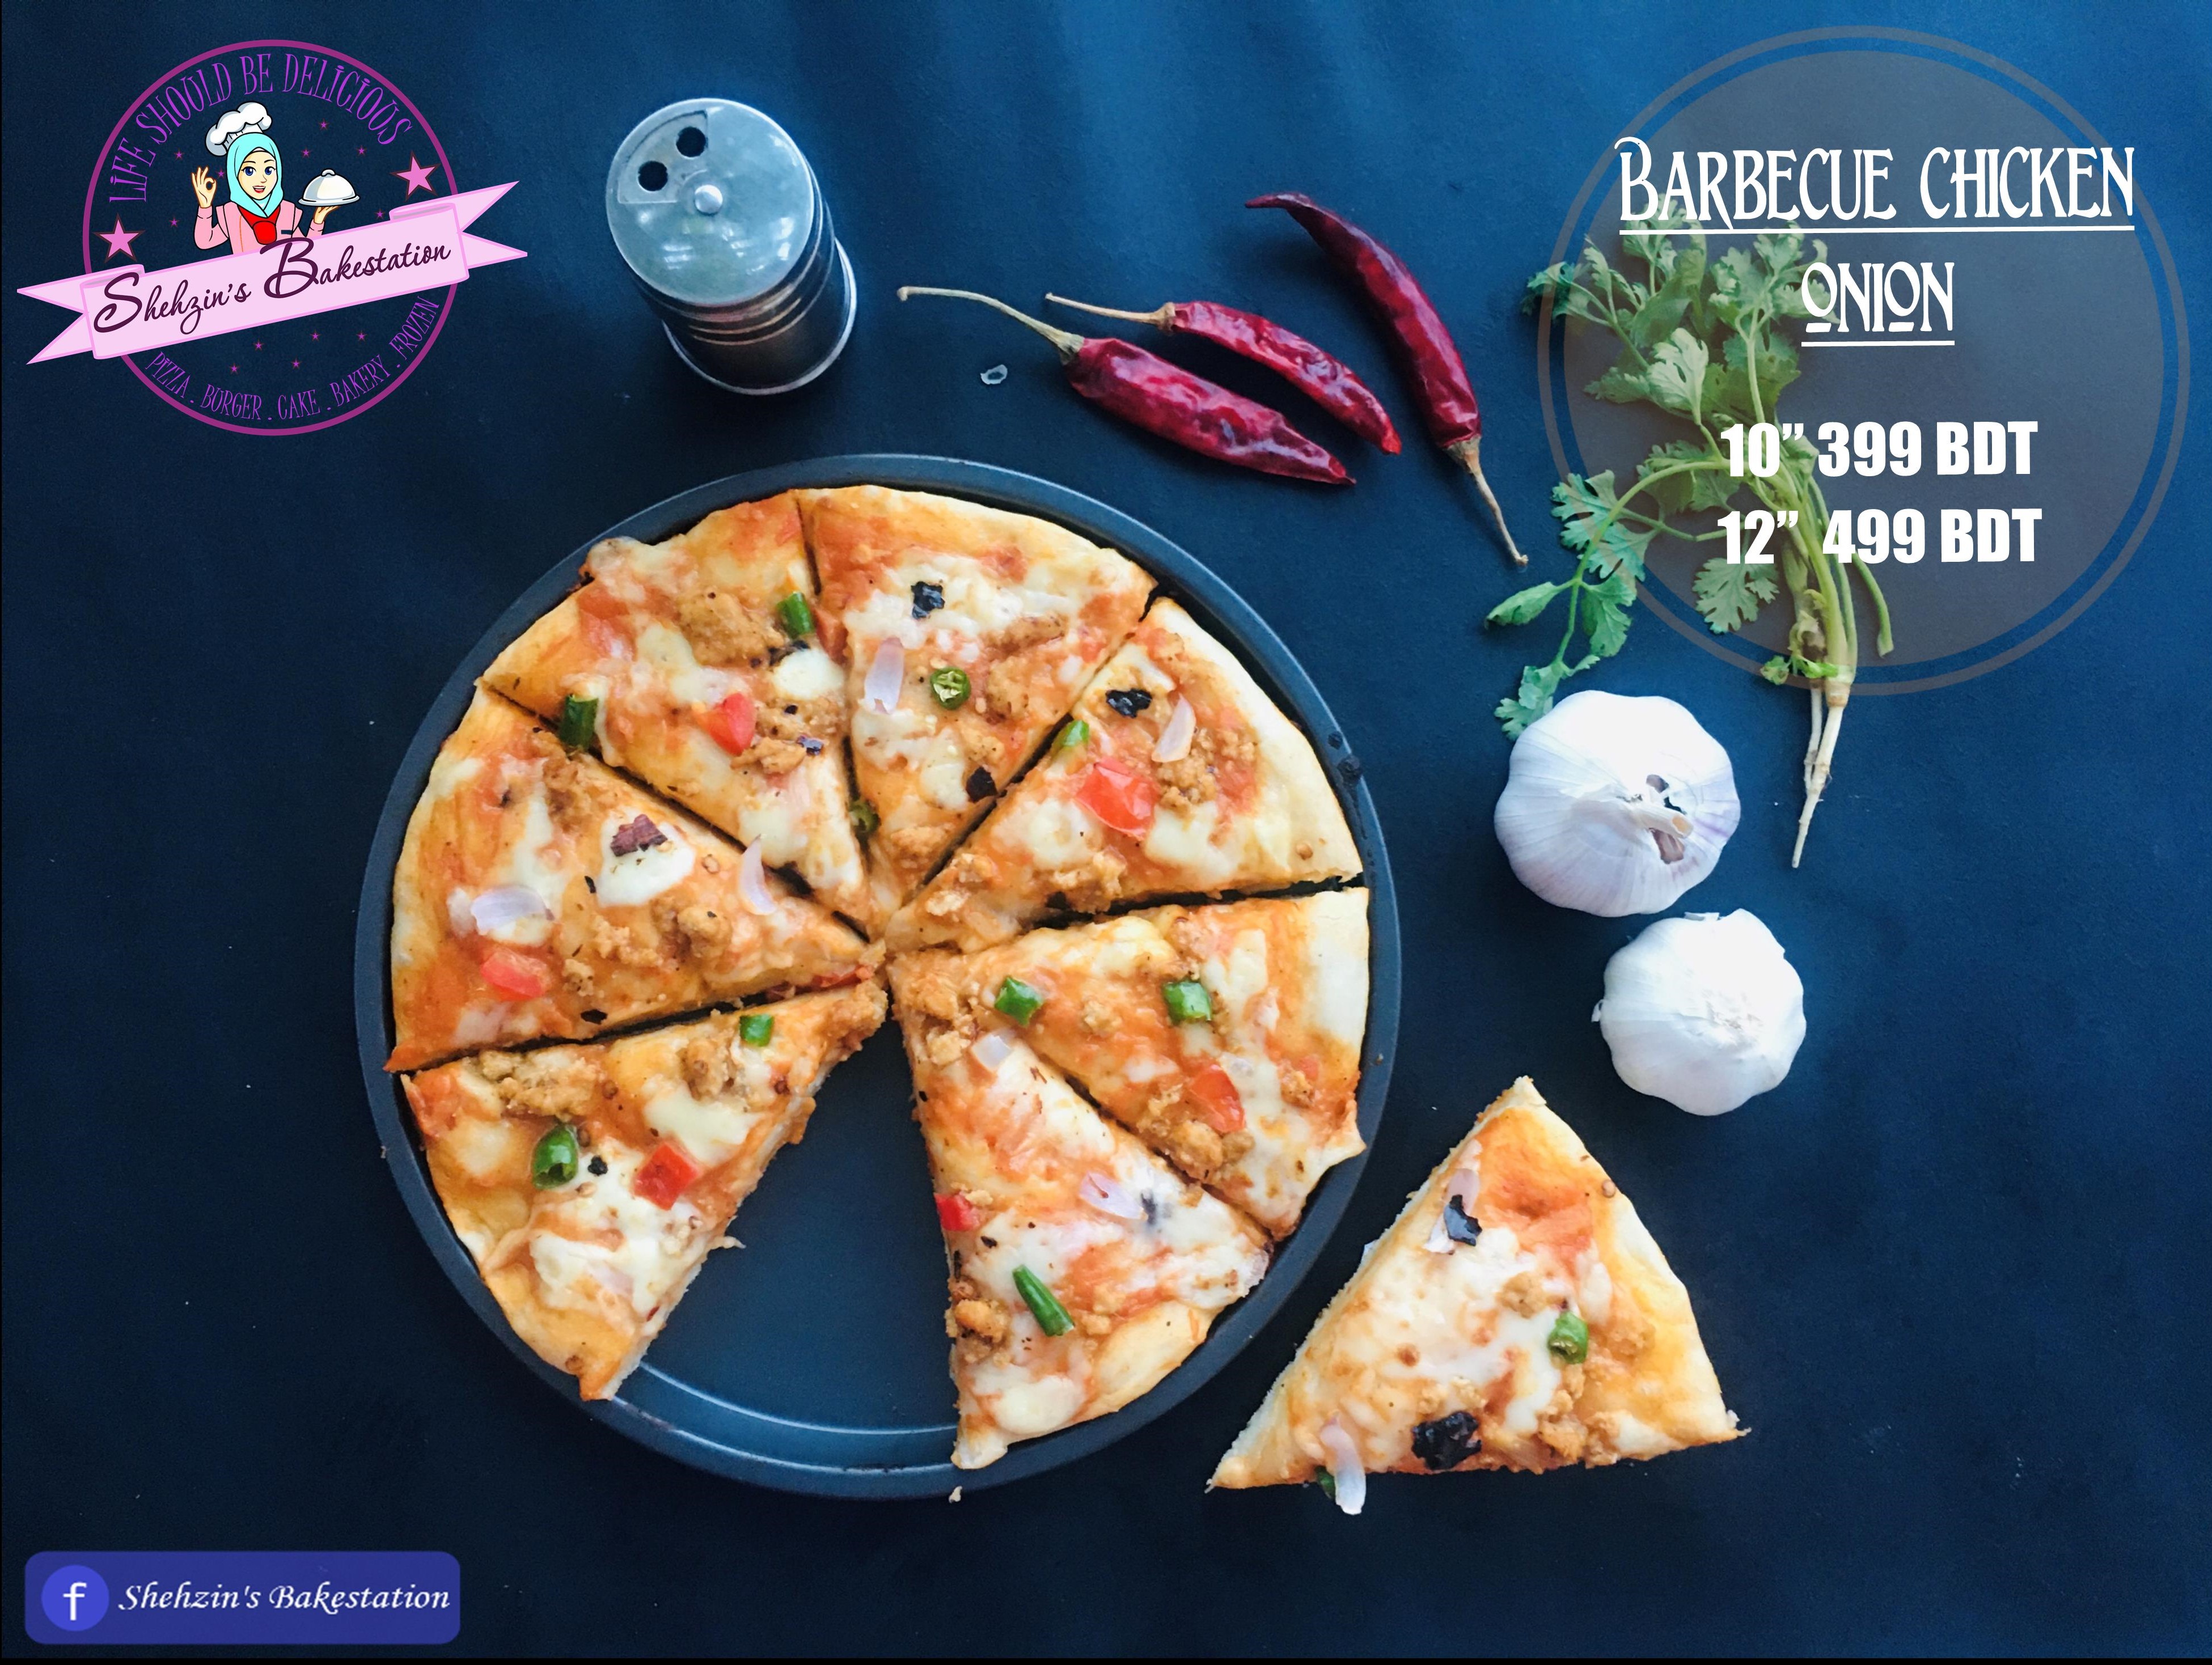 LIFE SHOULD BE DELICIOUS
Shehzin's Bakestation
PIZZA . BURGER . CAKE . BAKERY . FROZEN
BARBECUE CHICKEN
ONION
10” 399 BDT
12” 499 BDT
f Shehzin's Bakestation